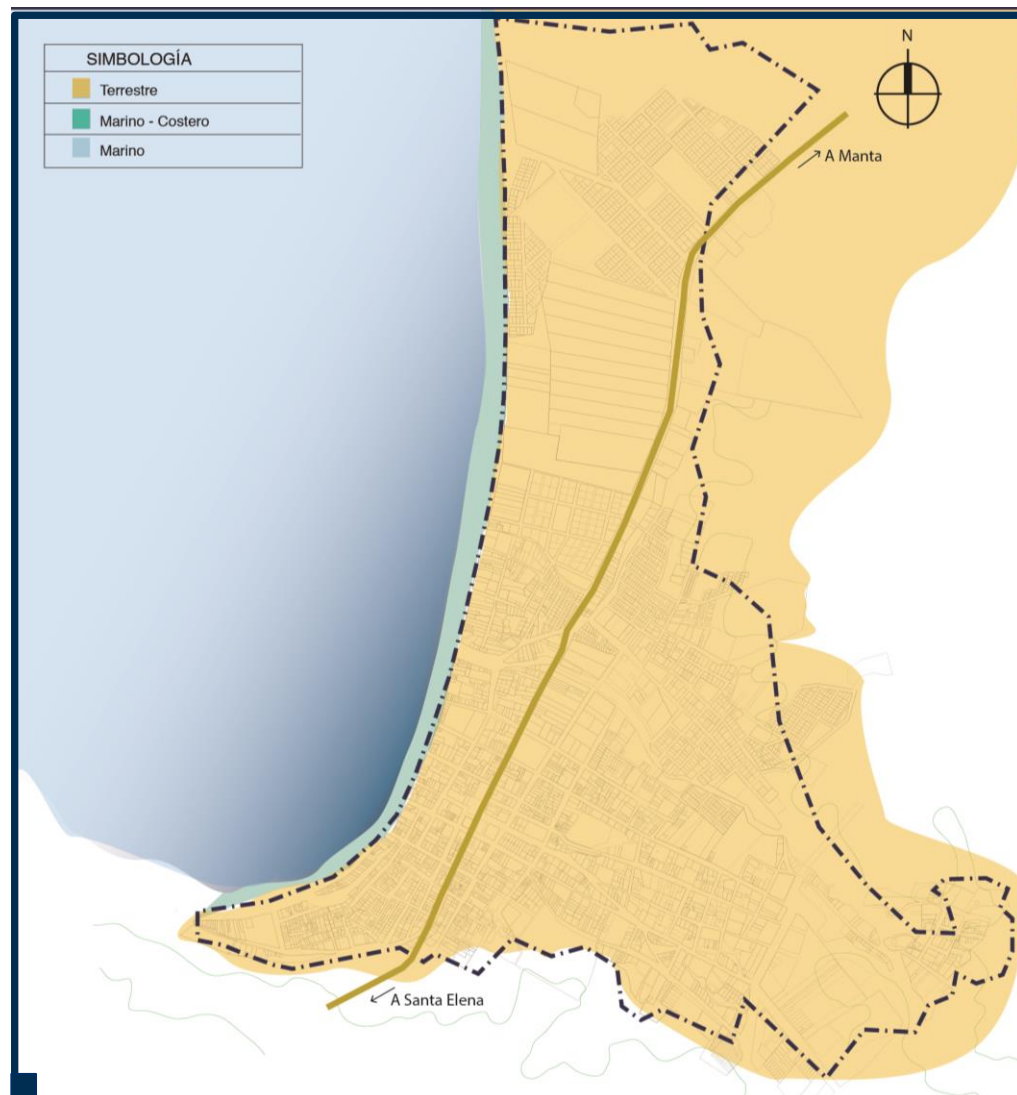 SIMBOLOGÍA
Terrestre
Marino - Costero
Marino
N
A Manta
A Santa Elena